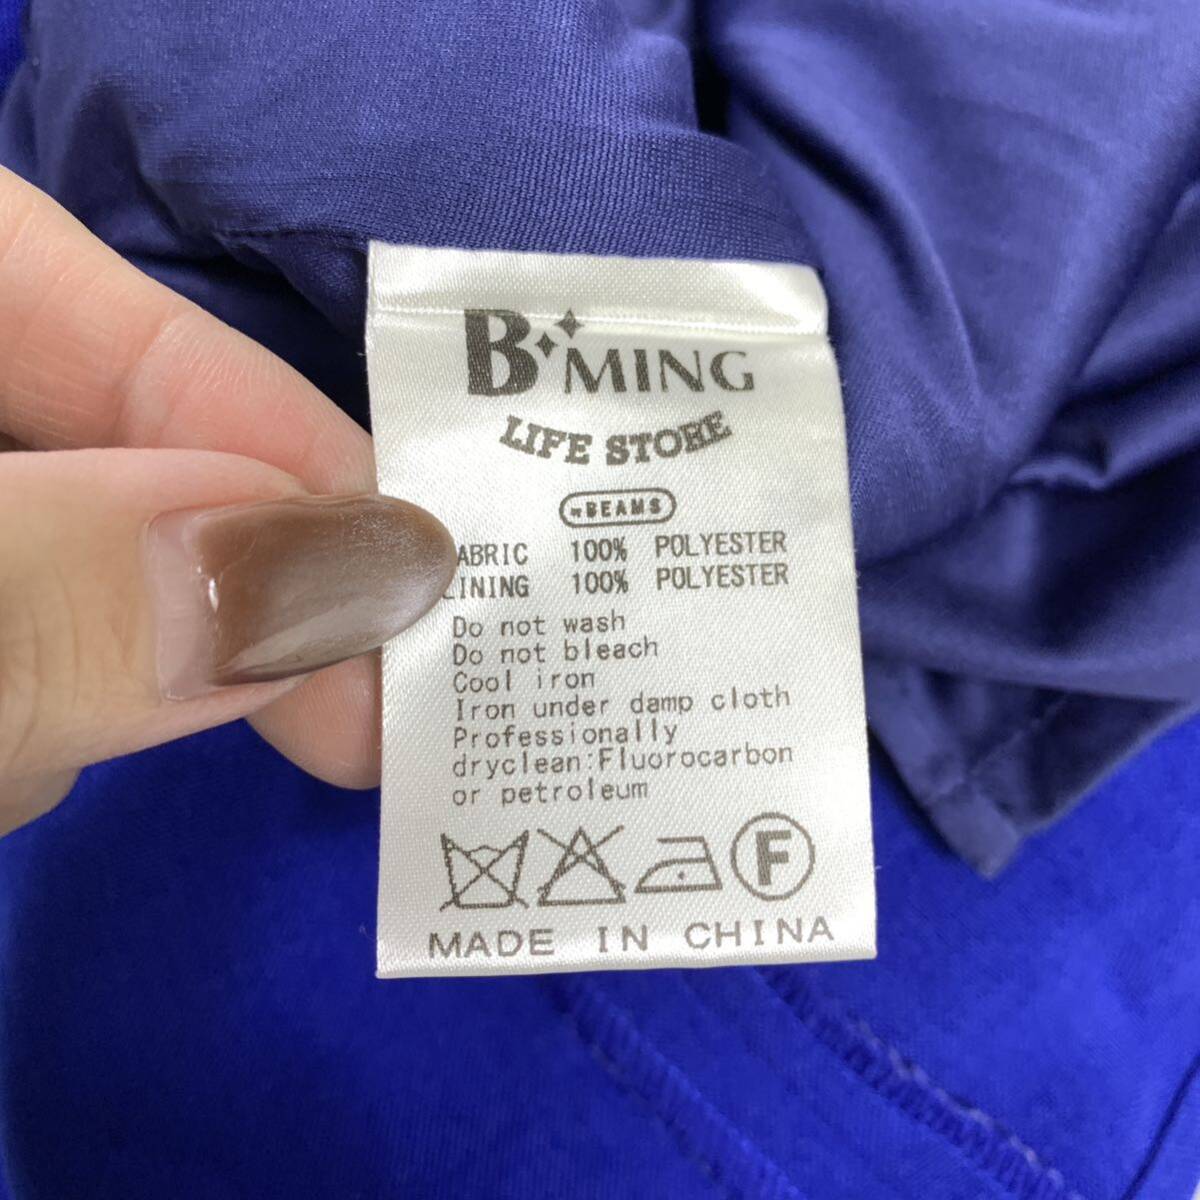 B MING
LIFE STORE
by BEAMS
ABRIC 100% POLYESTER
INING 100% POLYESTER
Do not wash
Do not bleach
Cool iron
Iron under damp cloth
Professionally
dryclean:Fluorocarbon
or petroleum
F
MADE IN CHINA